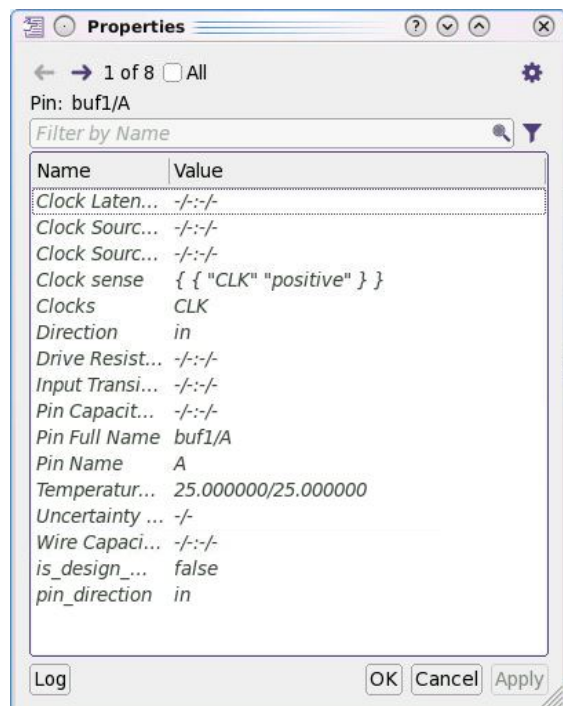 Properties
1 of 8 All
Pin: buf1/A
Filter by Name
Name Value
Clock Laten... -/-:-/-
Clock Sourc... -/-:-/-
Clock Sourc... -/-:-/-
Clock sense { { "CLK" "positive" } }
Clocks CLK
Direction in
Drive Resist... -/-:-/-
Input Transi... -/-:-/-
Pin Capacit... -/-:-/-
Pin Full Name buf1/A
Pin Name A
Temperatur... 25.000000/25.000000
Uncertainty ... -/-
Wire Capaci... -/-:-/-
is_design_... false
pin_direction in
Log OK Cancel Apply